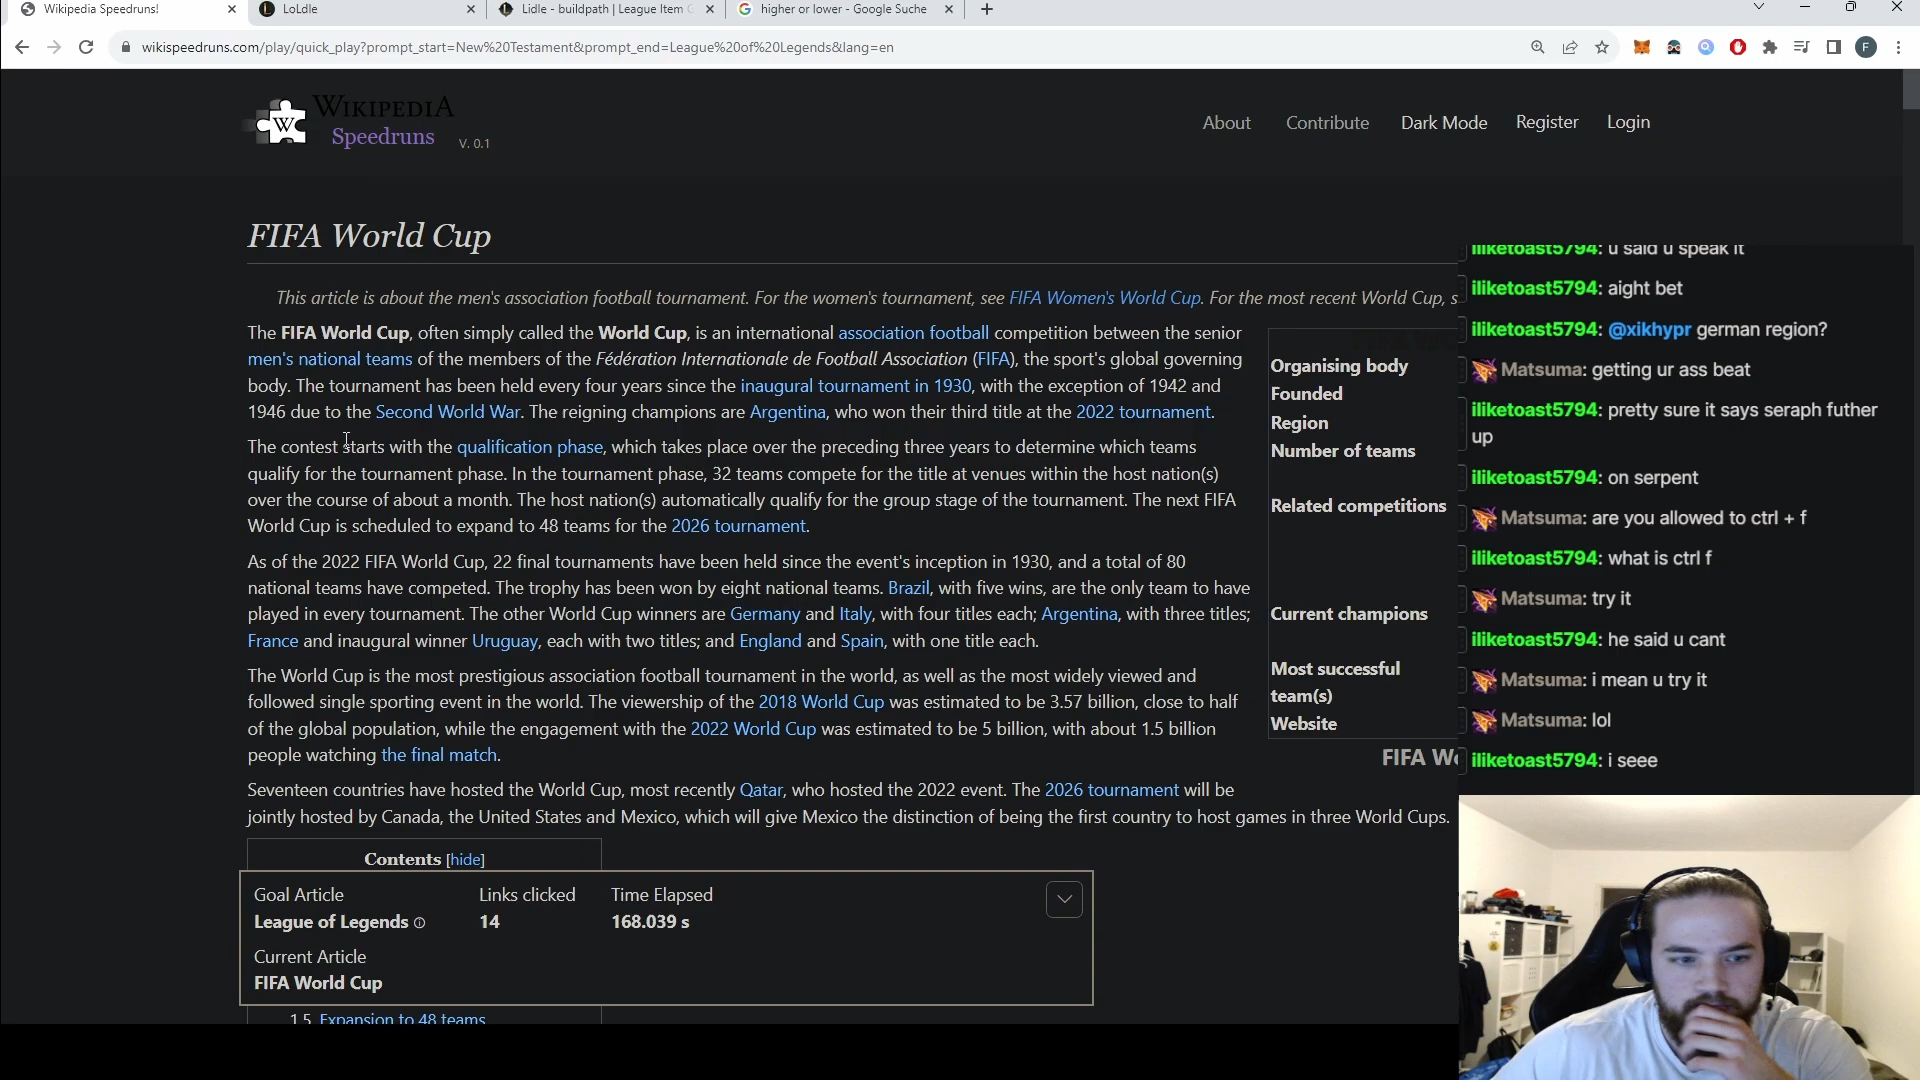 Wikipedia Speedruns!
LoLdle
Lidle - buildpath | League Item G
higher or lower - Google Suche
wikispeedruns.com/play/quick_play?prompt_start=New%20Testament&prompt_end=League%20of%20Legends&lang=en
F
W
WIKIPEDIA
Speedruns
V. 0.1
About
Contribute
Dark Mode
Register
Login
FIFA World Cup
This article is about the men's association football tournament. For the women's tournament, see FIFA Women's World Cup. For the most recent World Cup, s
The FIFA World Cup, often simply called the World Cup, is an international association football competition between the senior
men's national teams of the members of the Fédération Internationale de Football Association (FIFA), the sport's global governing
body. The tournament has been held every four years since the inaugural tournament in 1930, with the exception of 1942 and
1946 due to the Second World War. The reigning champions are Argentina, who won their third title at the 2022 tournament.
The contest starts with the qualification phase, which takes place over the preceding three years to determine which teams
qualify for the tournament phase. In the tournament phase, 32 teams compete for the title at venues within the host nation(s)
over the course of about a month. The host nation(s) automatically qualify for the group stage of the tournament. The next FIFA
World Cup is scheduled to expand to 48 teams for the 2026 tournament.
As of the 2022 FIFA World Cup, 22 final tournaments have been held since the event's inception in 1930, and a total of 80
national teams have competed. The trophy has been won by eight national teams. Brazil, with five wins, are the only team to have
played in every tournament. The other World Cup winners are Germany and Italy, with four titles each; Argentina, with three titles;
France and inaugural winner Uruguay, each with two titles; and England and Spain, with one title each.
The World Cup is the most prestigious association football tournament in the world, as well as the most widely viewed and
followed single sporting event in the world. The viewership of the 2018 World Cup was estimated to be 3.57 billion, close to half
of the global population, while the engagement with the 2022 World Cup was estimated to be 5 billion, with about 1.5 billion
people watching the final match.
Seventeen countries have hosted the World Cup, most recently Qatar, who hosted the 2022 event. The 2026 tournament will be
jointly hosted by Canada, the United States and Mexico, which will give Mexico the distinction of being the first country to host games in three World Cups.
Organising body
Founded
Region
Number of teams
Related competitions
Current champions
Most successful
team(s)
Website
FIFA Wo
Contents [hide]
Goal Article
League of Legends
Links clicked
14
Time Elapsed
168.039 s
Current Article
FIFA World Cup
1.5 Expansion to 48 teams
iliketoast5794: u said u speak it
iliketoast5794: aight bet
iliketoast5794: @xikhypr german region?
Matsuma: getting ur ass beat
iliketoast5794: pretty sure it says seraph futher
up
iliketoast5794: on serpent
Matsuma: are you allowed to ctrl + f
iliketoast5794: what is ctrl f
Matsuma: try it
iliketoast5794: he said u cant
Matsuma: i mean u try it
Matsuma: lol
iliketoast5794: i seee